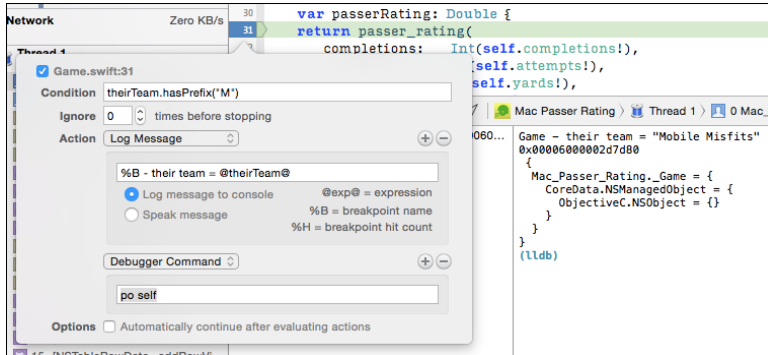 Network Zero KB/s
Thread 1
30 var passerRating: Double {
31 return passer_rating(
completions: Int(self.completions!),
(self.attempts!),
self.yards!),
Game.swift:31
Condition theirTeam.hasPrefix("M")
Ignore 0 times before stopping
Action Log Message
%B - their team = @theirTeam@
Log message to console @exp@ = expression
Speak message %B = breakpoint name
%H = breakpoint hit count
Debugger Command
po self
Options Automatically continue after evaluating actions
Mac Passer Rating Thread 1 0 Mac_
0060...
Game - their team = "Mobile Misfits"
0x00006000002d7d80
{
Mac_Passer_Rating._Game = {
CoreData.NSManagedObject = {
ObjectiveC.NSObject = {}
}
}
}
(lldb)